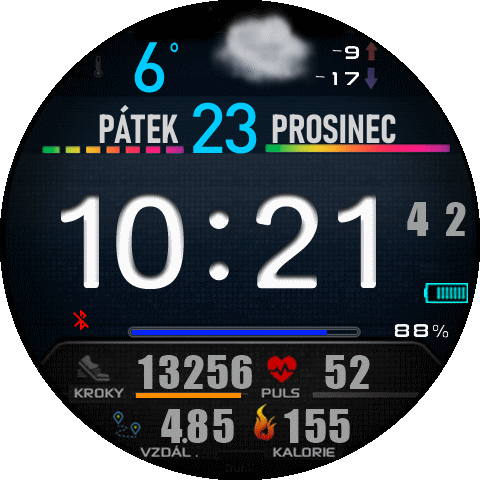 6°
-9
-17
PÁTEK 23 PROSINEC
10:21
42
88%
13256 52
KROKY PULS
4.85 155
VZDÁL. KALORIE